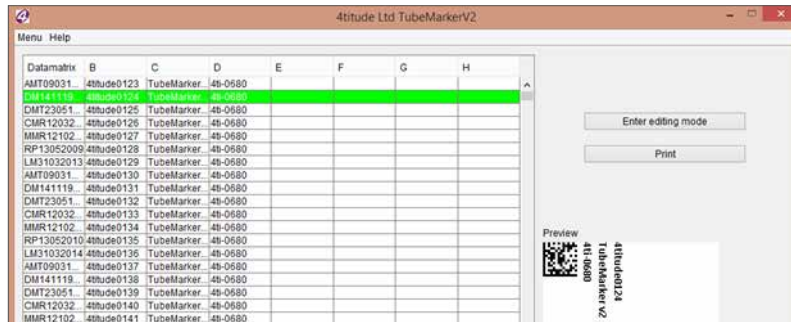 4titude Ltd TubeMarkerV2
Menu Help
Datamatrix B C D E F G H
AMT09031... 4titude0123 TubeMarker... 4ti-0680
DM141119... 4titude0124 TubeMarker... 4ti-0680
DMT23051... 4titude0125 TubeMarker... 4ti-0680
CMR12032... 4titude0126 TubeMarker... 4ti-0680
MMR12102... 4titude0127 TubeMarker... 4ti-0680
RP13052009 4titude0128 TubeMarker... 4ti-0680
LM31032013 4titude0129 TubeMarker... 4ti-0680
AMT09031... 4titude0130 TubeMarker... 4ti-0680
DM141119... 4titude0131 TubeMarker... 4ti-0680
DMT23051... 4titude0132 TubeMarker... 4ti-0680
CMR12032... 4titude0133 TubeMarker... 4ti-0680
MMR12102... 4titude0134 TubeMarker... 4ti-0680
RP13052010 4titude0135 TubeMarker... 4ti-0680
LM31032014 4titude0136 TubeMarker... 4ti-0680
AMT09031... 4titude0137 TubeMarker... 4ti-0680
DM141119... 4titude0138 TubeMarker... 4ti-0680
DMT23051... 4titude0139 TubeMarker... 4ti-0680
CMR12032... 4titude0140 TubeMarker... 4ti-0680
MMR12102... 4titude0141 TubeMarker... 4ti-0680
Enter editing mode
Print
Preview
4titude0124
TubeMarker v2
4ti-0680